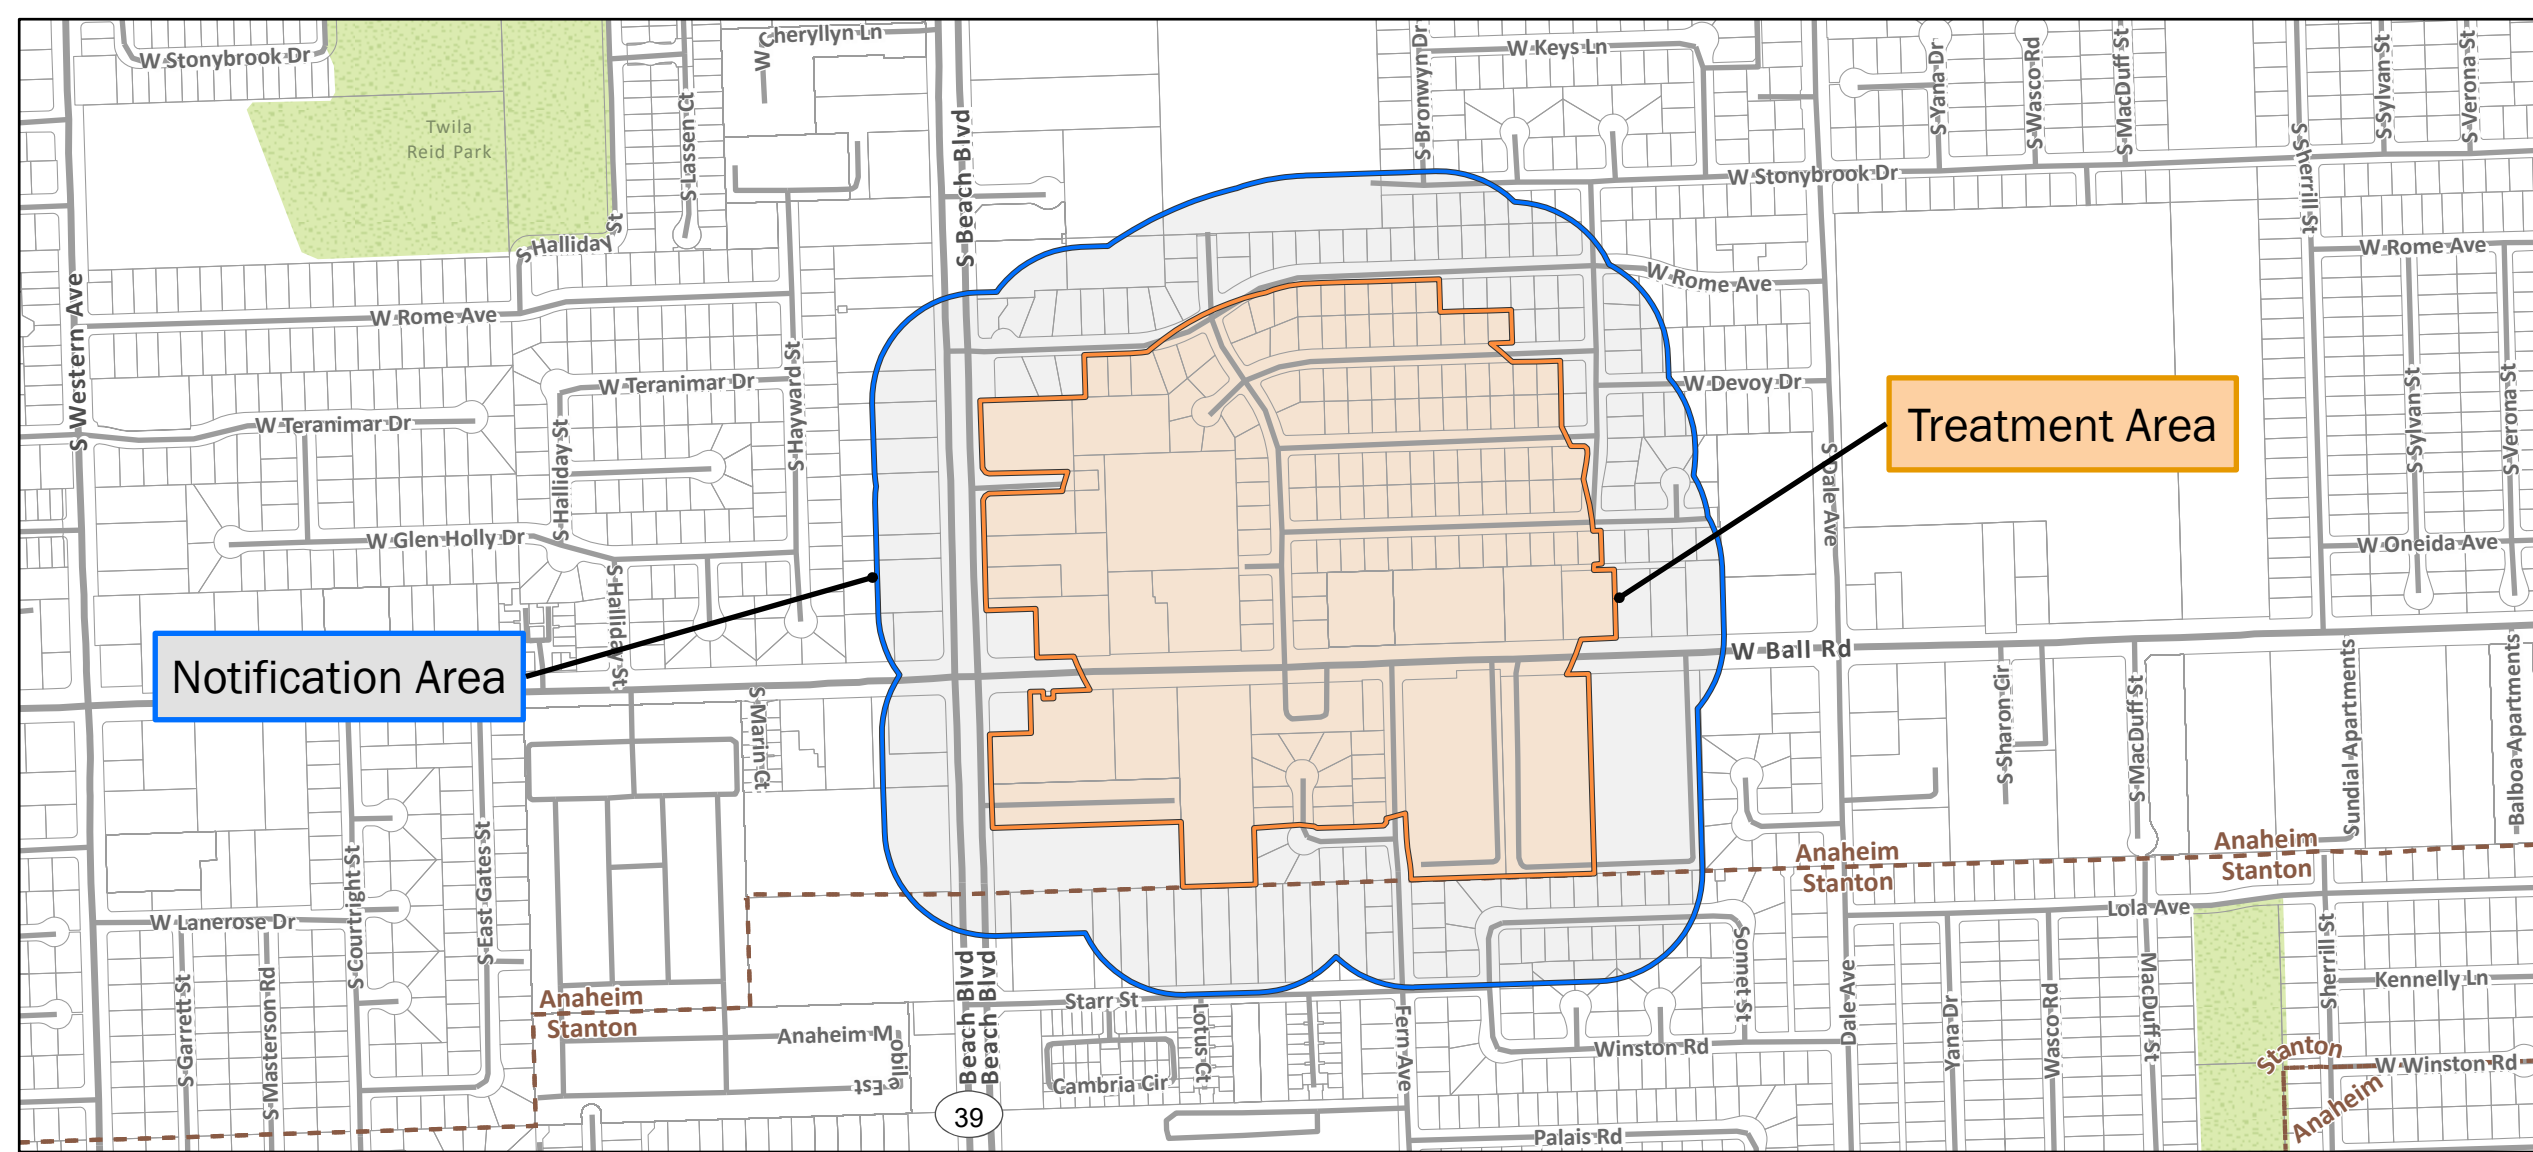 W Stonybrook Dr
Twila
Reid Park
S Lassen Ct
W Cheryllyn Ln
S Beach Blvd
S Bronwyn Dr
W Keys Ln
S Yana Dr
S Wasco Rd
S MacDuff St
S Sherrill St
S Sylvan St
S Verona St
W Stonybrook Dr
S Halliday St
W Rome Ave
W Rome Ave
W Rome Ave
S Western Ave
W Teranimar Dr
W Teranimar Dr
S Hayward St
S Halliday St
W Devoy Dr
Treatment Area
S Dale Ave
S Sylvan St
S Verona St
W Glen Holly Dr
W Oneida Ave
S Halliday St
Notification Area
W Ball Rd
S Marin Ct
S Sharon Cir
S MacDuff St
Sundial Apartments
Balboa Apartments
S Courtright St
S East Gates St
Anaheim
Stanton
Anaheim
Stanton
W Lanerose Dr
Lola Ave
S Garrett St
S Masterson Rd
Anaheim
Stanton
Beach Blvd
Beach Blvd
Starr St
Lotus Ct
Fern Ave
Sonnet St
Dale Ave
Yana Dr
Wasco Rd
MacDuff St
Sherrill St
Kennelly Ln
Anaheim Mobile Est
Cambria Cir
Winston Rd
Stanton
W Winston Rd
Anaheim
39
Palais Rd